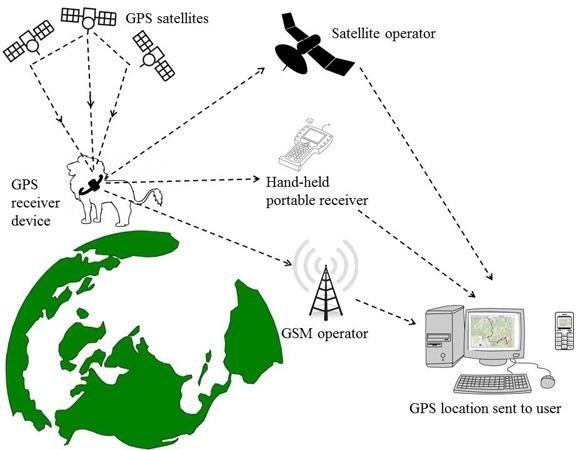 GPS satellites
Satellite operator
GPS
receiver
device
Hand-held
portable receiver
GSM operator
GPS location sent to user